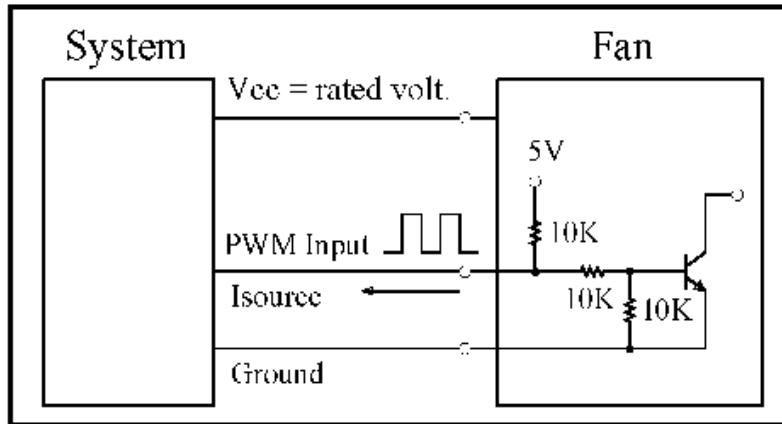 System
Fan
Vcc = rated volt.
5V
10K
PWM Input
Isource
10K
10K
Ground